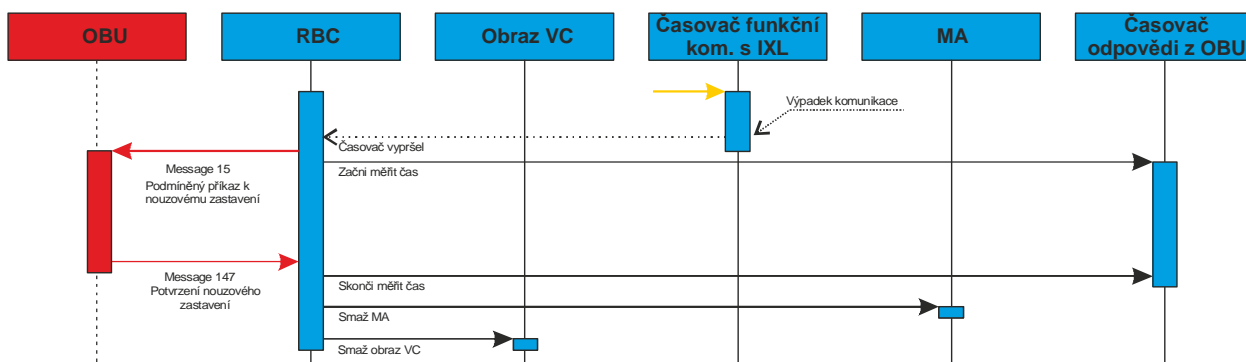 OBU
RBC
Obraz VC
Časovač funkční
kom. s IXL
MA
Časovač
odpovědi z OBU
Výpadek komunikace
Časovač vypršel
Message 15
Podmíněný příkaz k
nouzovému zastavení
Začni měřit čas
Message 147
Potvrzení nouzového
zastavení
Skonči měřit čas
Smaž MA
Smaž obraz VC